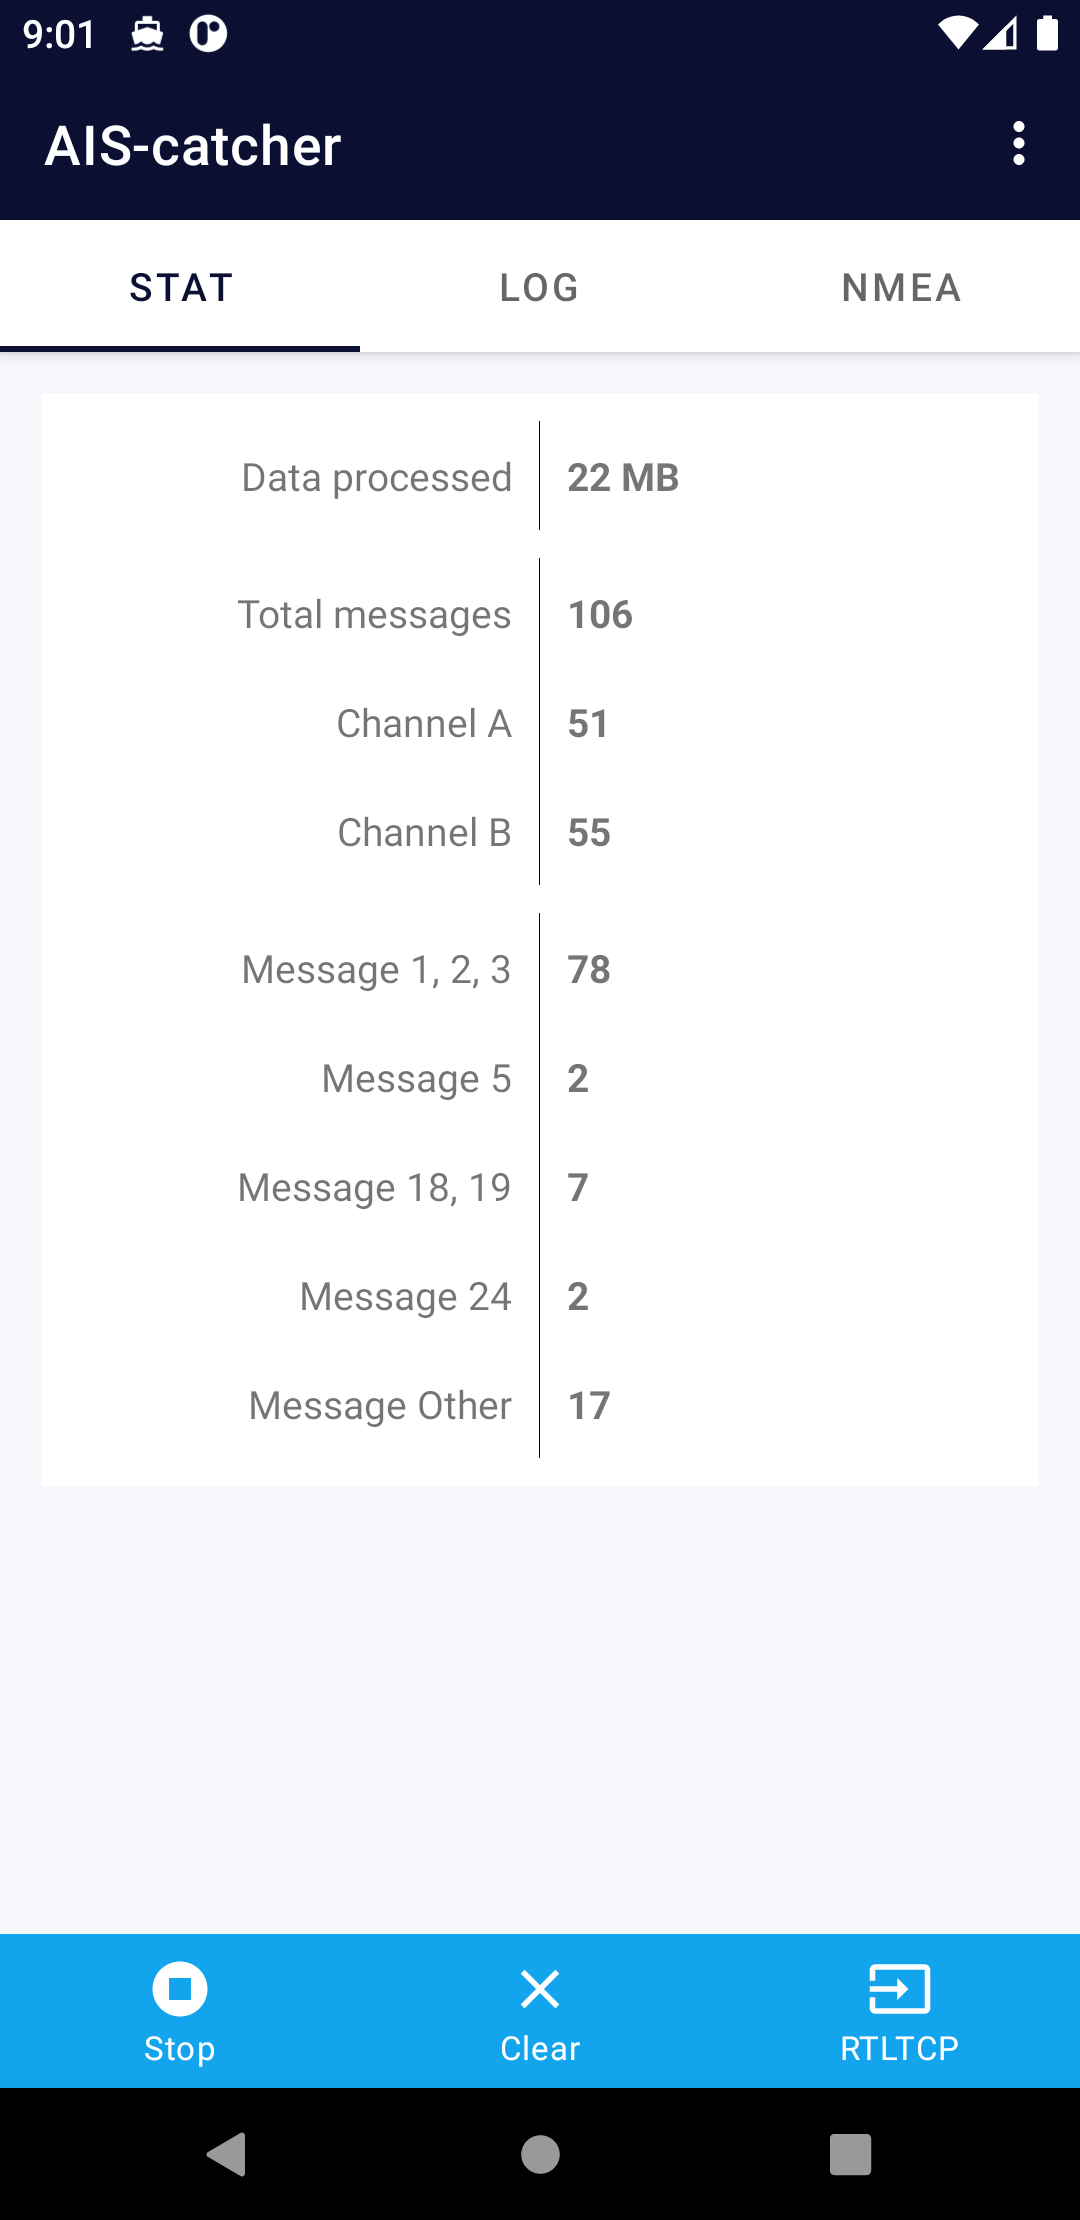 9:01
AIS-catcher
STAT LOG NMEA
Data processed 22 MB
Total messages 106
Channel A 51
Channel B 55
Message 1, 2, 3 78
Message 5 2
Message 18, 19 7
Message 24 2
Message Other 17
Stop Clear RTLTCP